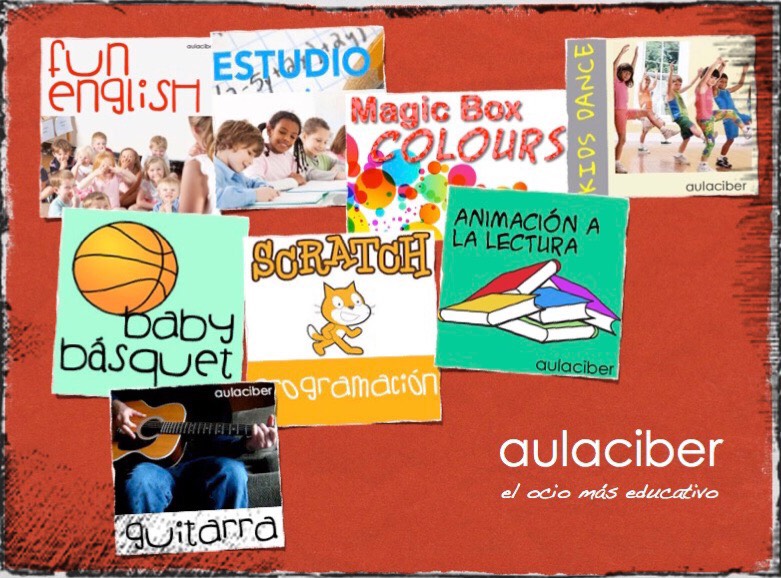 fun
english
aulaciber
ESTUDIO
Magic Box
COLOURS
KIDS DANCE
aulaciber
baby
básquet
SCRATCH
rogramación
ANIMACIÓN A
LA LECTURA
aulaciber
aulaciber
guitarra
aulaciber
el ocio más educativo